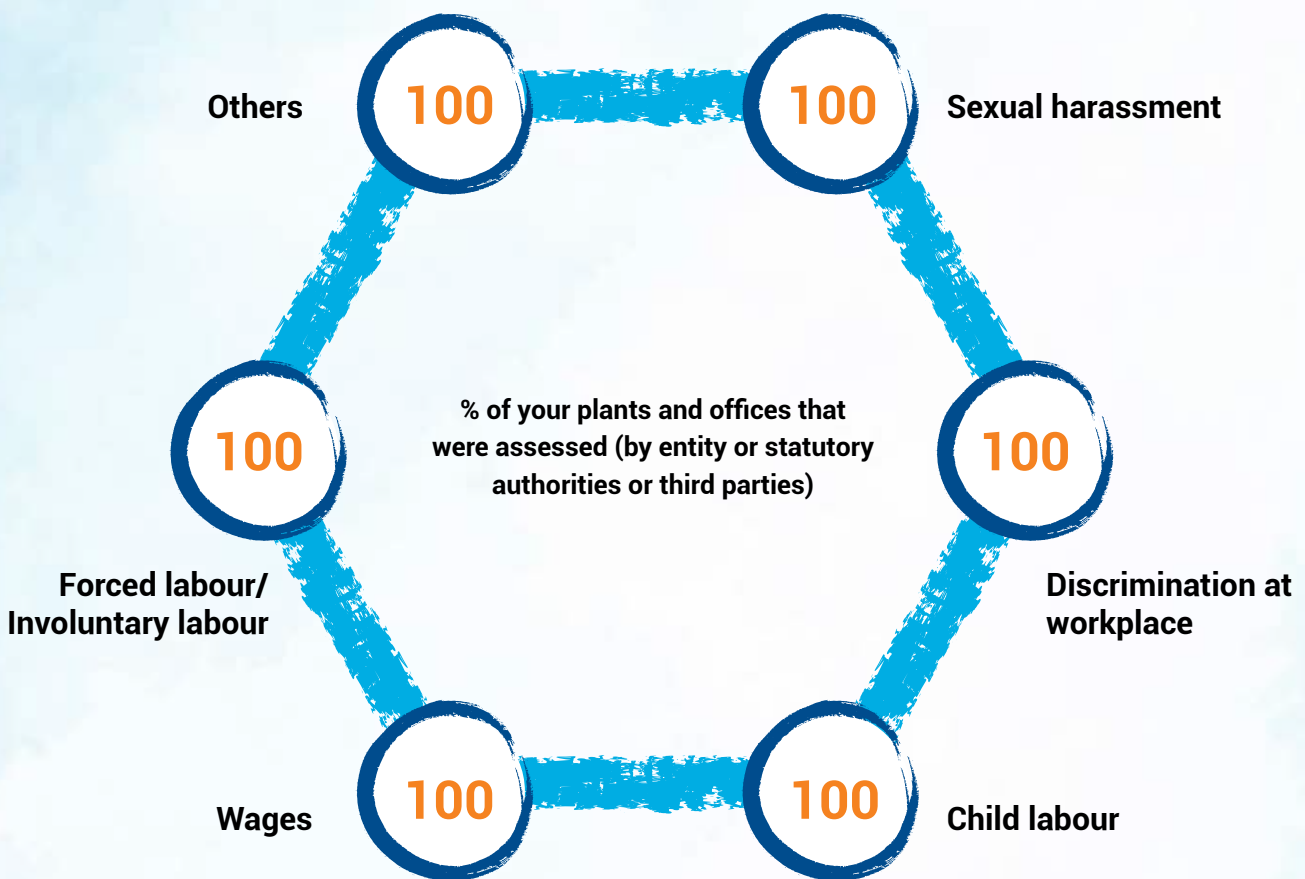 Others
100
100
Sexual harassment
100
% of your plants and offices that
were assessed (by entity or statutory
authorities or third parties)
100
Forced labour/
Involuntary labour
Discrimination at
workplace
Wages
100
100
Child labour